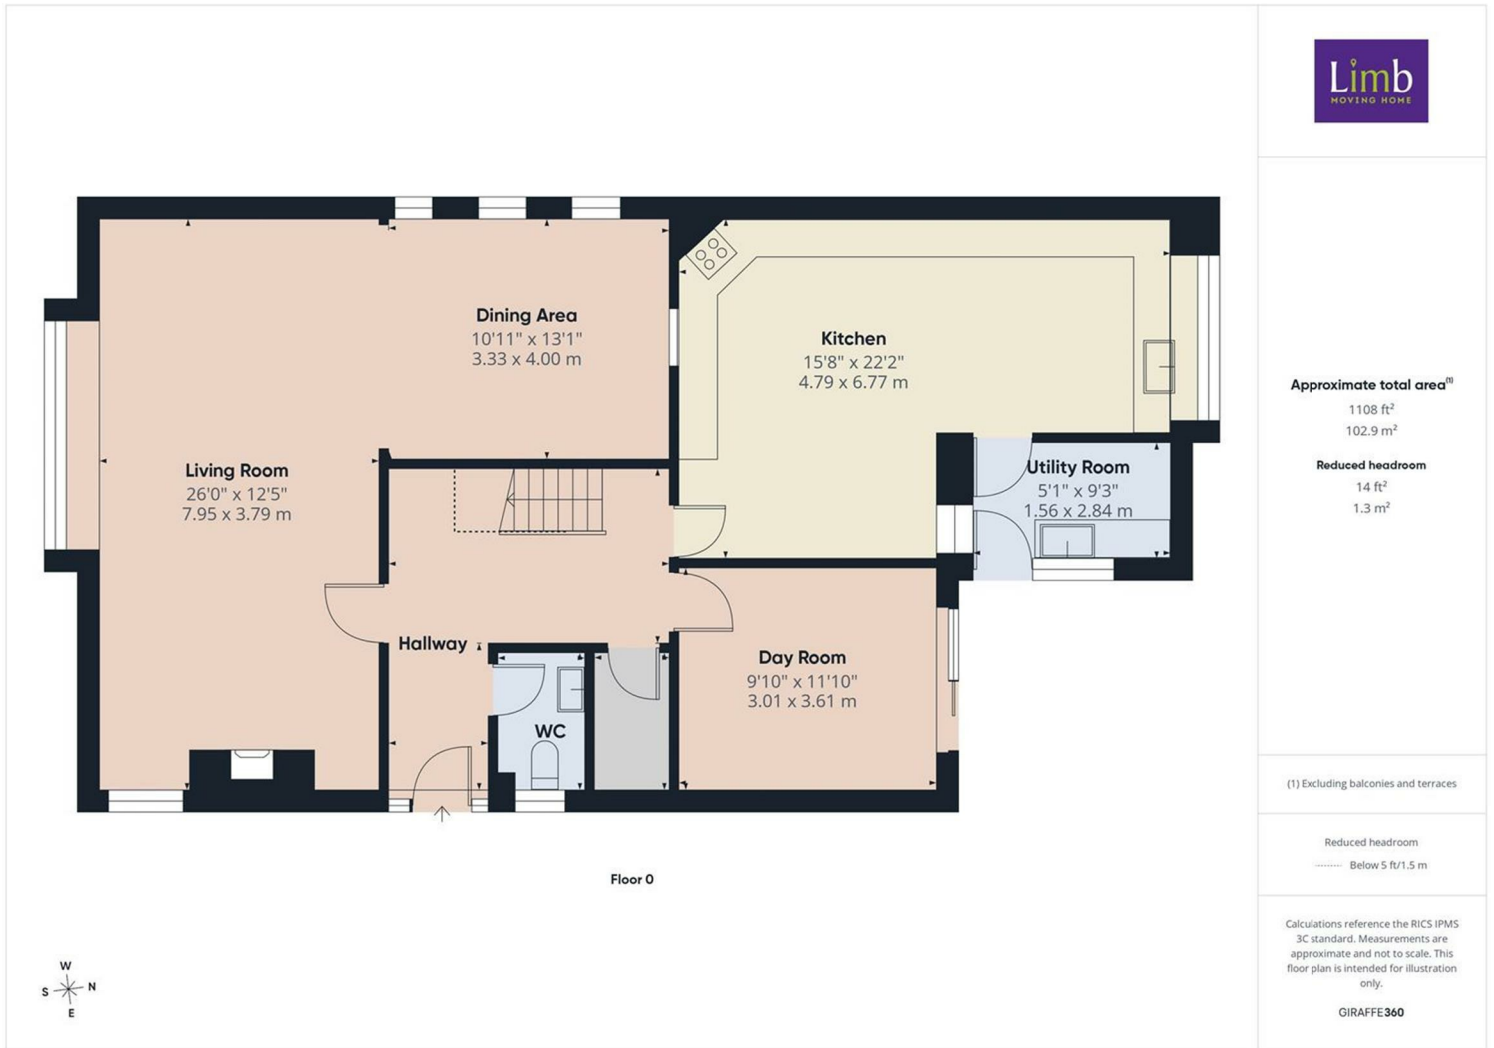 Limb
MOVING HOME
Dining Area
10'11" x 13'1"
3.33 x 4.00 m
Kitchen
15'8" x 22'2"
4.79 x 6.77 m
Living Room
26'0" x 12'5"
7.95 x 3.79 m
Utility Room
5'1" x 9'3"
1.56 x 2.84 m
Hallway
Day Room
9'10" x 11'10"
3.01 x 3.61 m
WC
Floor 0
W
S
N
E
Approximate total area(1)
1108 ft²
102.9 m²
Reduced headroom
14 ft²
1.3 m²
(1) Excluding balconies and terraces
Reduced headroom
Below 5 ft/1.5 m
Calculations reference the RICS IPMS
3C standard. Measurements are
approximate and not to scale. This
floor plan is intended for illustration
only.
GIRAFFE360